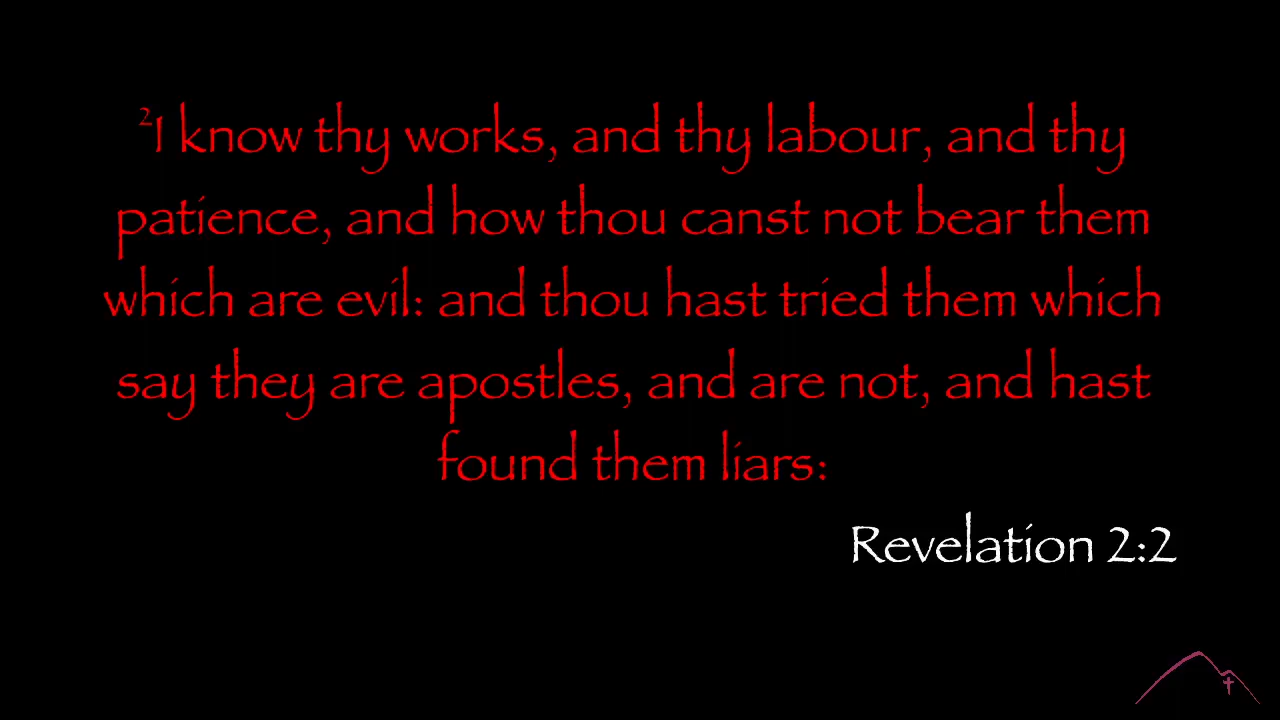 ²I know thy works, and thy labour, and thy
patience, and how thou canst not bear them
which are evil: and thou hast tried them which
say they are apostles, and are not, and hast
found them liars:
Revelation 2:2